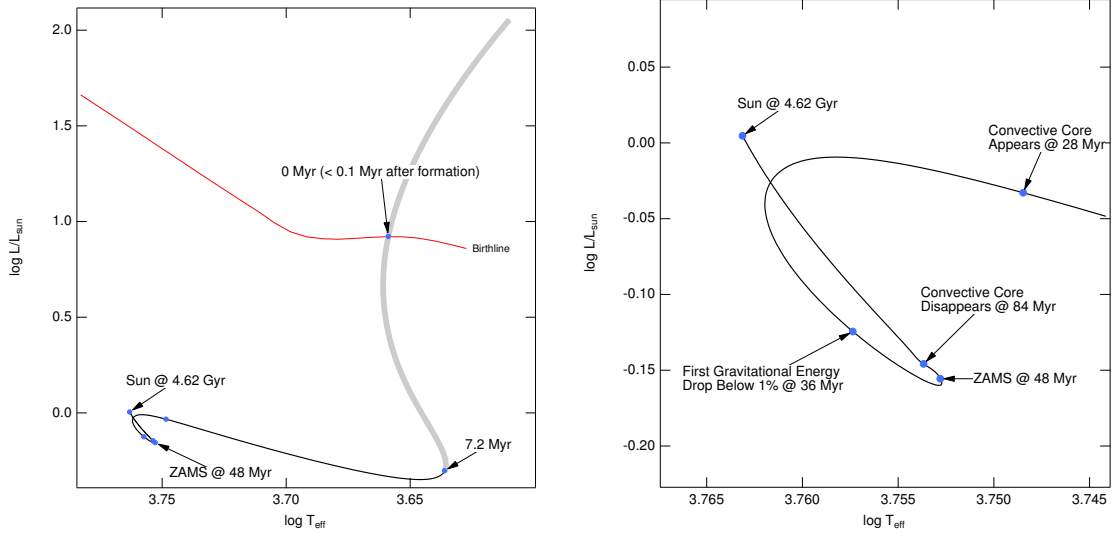 2.0
1.5
1.0
0.5
0.0
log L/Lsun
0 Myr (< 0.1 Myr after formation)
Birthline
Sun @ 4.62 Gyr
7.2 Myr
ZAMS @ 48 Myr
3.75
3.70
3.65
log Teff
0.05
0.00
-0.05
-0.10
-0.15
-0.20
log L/Lsun
Sun @ 4.62 Gyr
Convective Core
Appears @ 28 Myr
Convective Core
Disappears @ 84 Myr
First Gravitational Energy
Drop Below 1% @ 36 Myr
ZAMS @ 48 Myr
3.765
3.760
3.755
3.750
3.745
log Teff